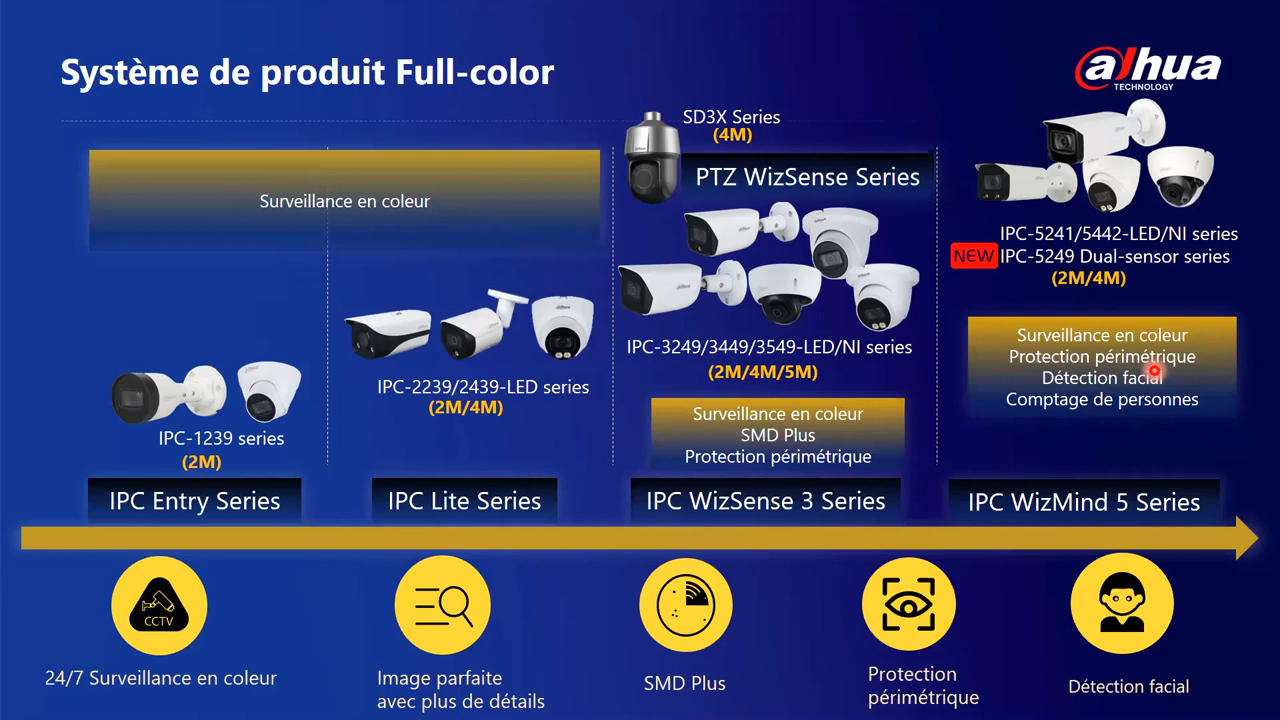 Système de produit Full-color
alhua
TECHNOLOGY
SD3X Series
(4M)
PTZ WizSense Series
Surveillance en coleur
IPC-5241/5442-LED/NI series
NEW IPC-5249 Dual-sensor series
(2M/4M)
Surveillance en coleur
Protection périmétrique
Détection facial
Comptage de personnes
IPC-3249/3449/3549-LED/NI series
(2M/4M/5M)
Surveillance en coleur
SMD Plus
Protection périmétrique
IPC-2239/2439-LED series
(2M/4M)
IPC-1239 series
(2M)
IPC Entry Series
IPC Lite Series
IPC WizSense 3 Series
IPC WizMind 5 Series
CCTV
24/7 Surveillance en coleur
Image parfaite
avec plus de détails
SMD Plus
Protection
périmétrique
Détection facial